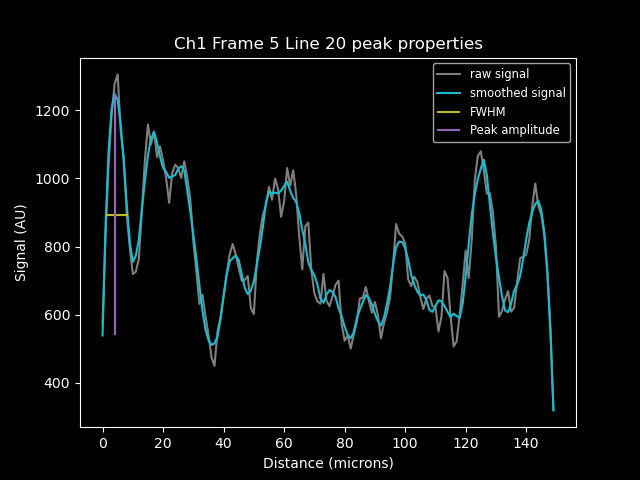 Ch1 Frame 5 Line 20 peak properties
raw signal
smoothed signal
FWHM
Peak amplitude
Signal (AU)
1200
1000
800
600
400
0 20 40 60 80 100 120 140
Distance (microns)